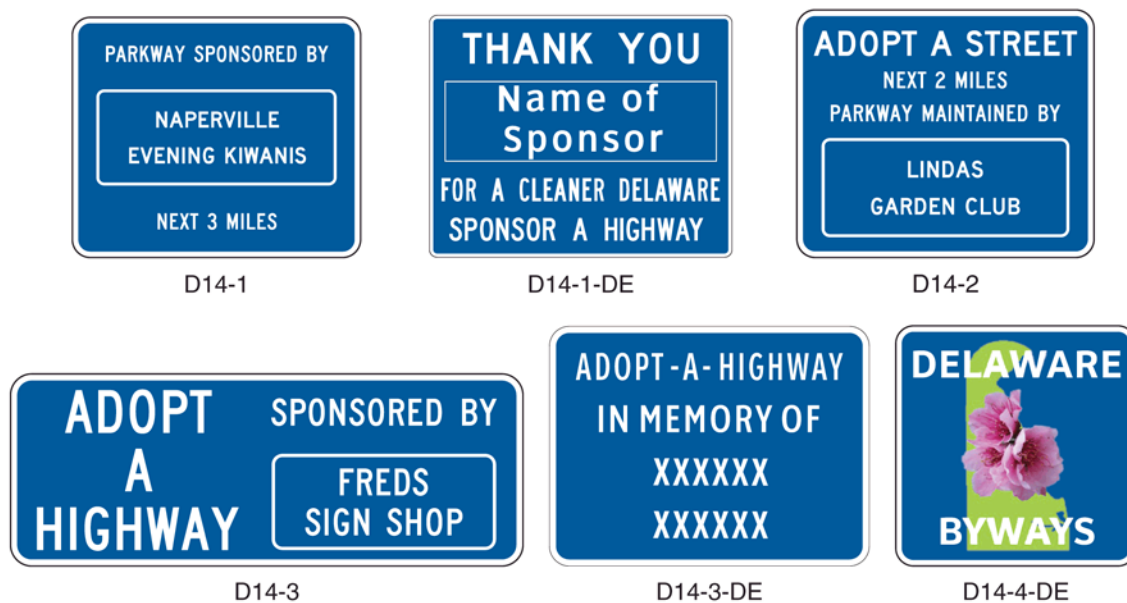 PARKWAY SPONSORED BY
NAPERVILLE
EVENING KIWANIS
NEXT 3 MILES
D14-1
THANK YOU
Name of
Sponsor
FOR A CLEANER DELAWARE
SPONSOR A HIGHWAY
D14-1-DE
ADOPT A STREET
NEXT 2 MILES
PARKWAY MAINTAINED BY
LINDAS
GARDEN CLUB
D14-2
ADOPT
A
HIGHWAY
SPONSORED BY
FREDS
SIGN SHOP
D14-3
ADOPT-A-HIGHWAY
IN MEMORY OF
XXXXXX
XXXXXX
D14-3-DE
DELAWARE
BYWAYS
D14-4-DE